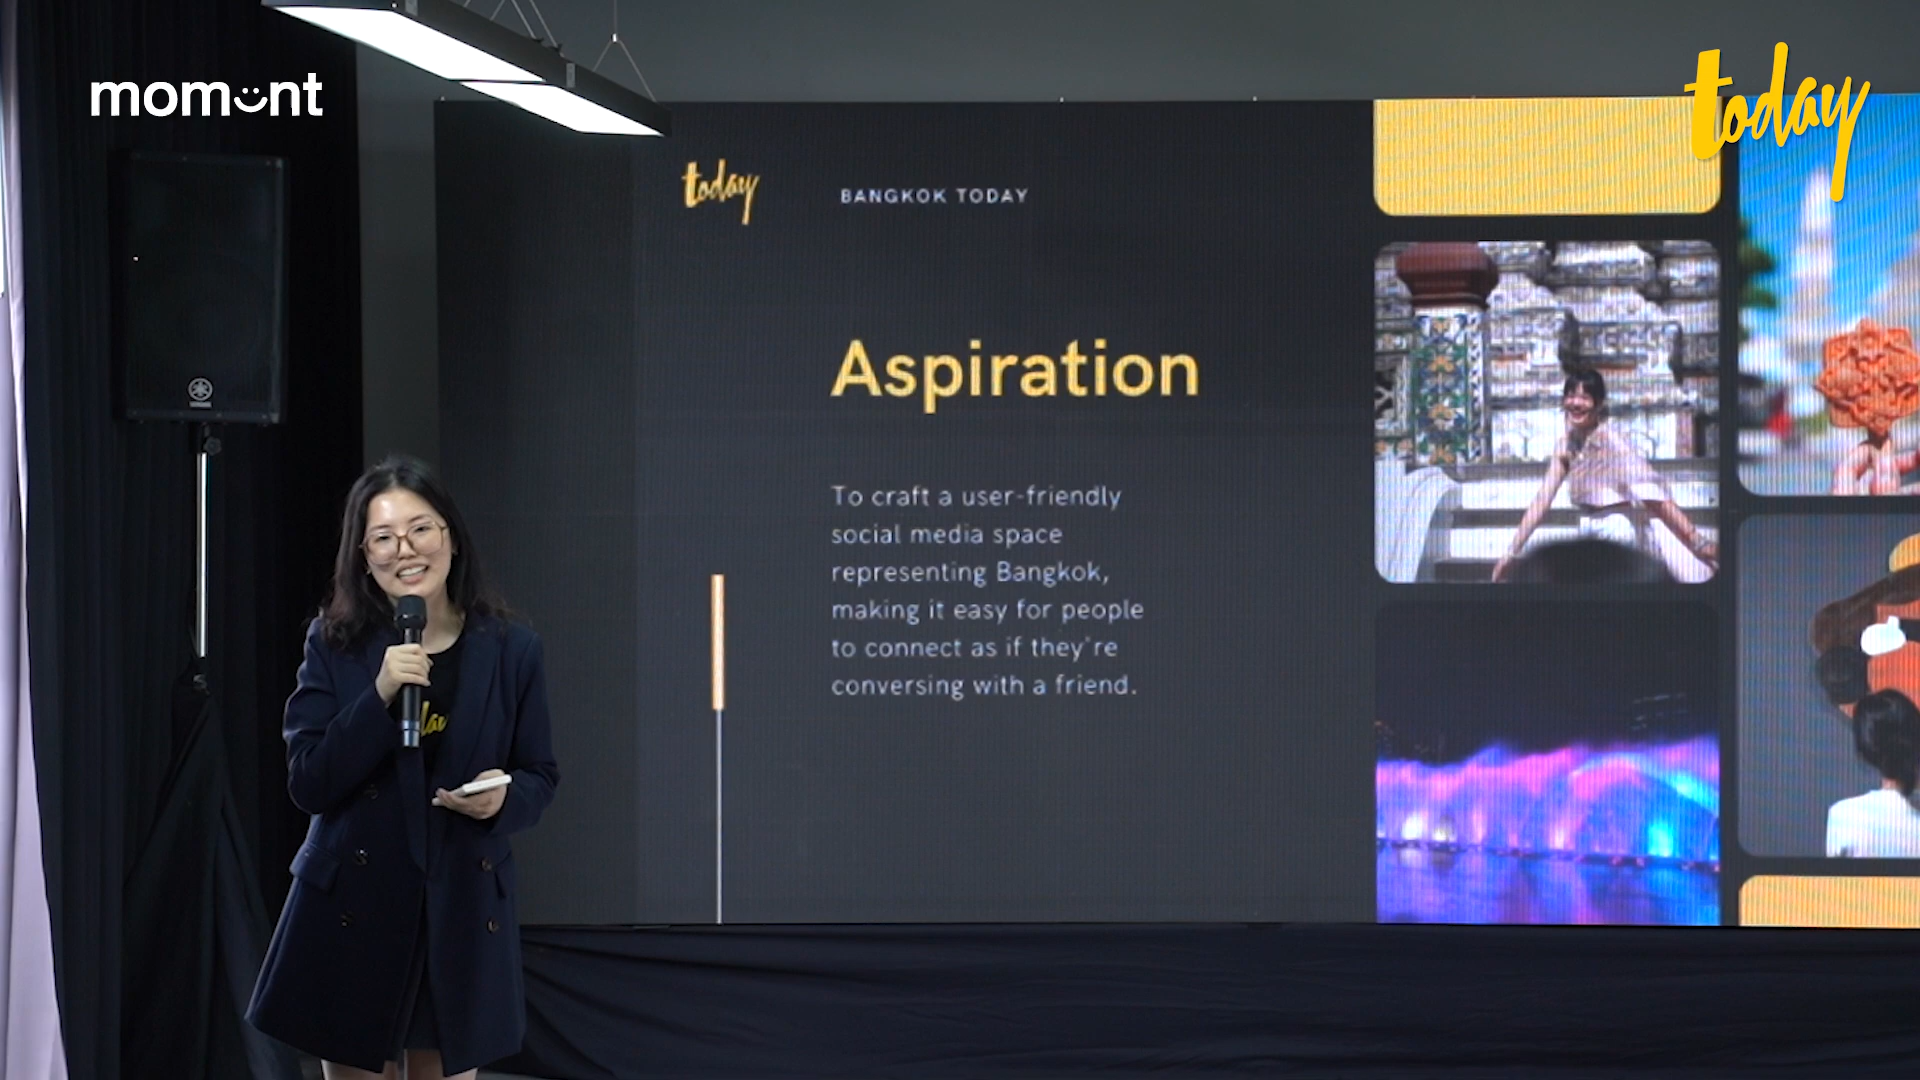 moment
today
today
BANGKOK TODAY
Aspiration
To craft a user-friendly
social media space
representing Bangkok,
making it easy for people
to connect as if they're
conversing with a friend.